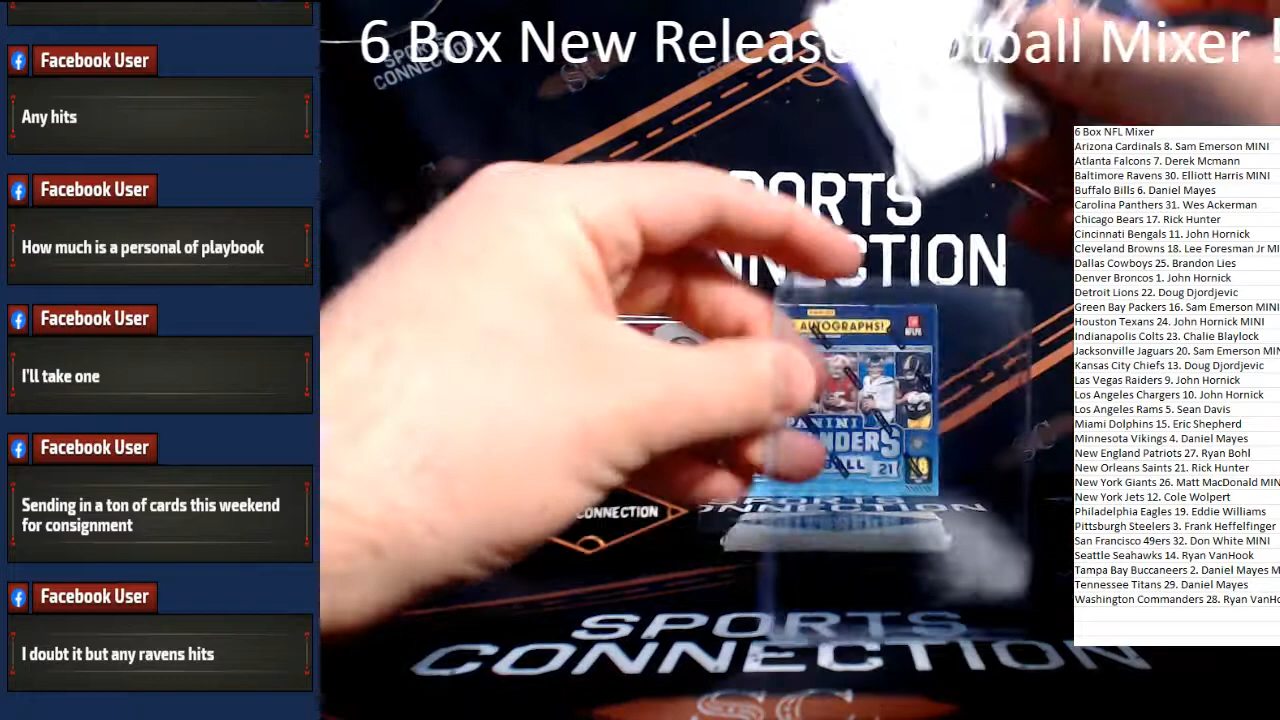 Facebook User
Any hits
Facebook User
How much is a personal of playbook
Facebook User
I'll take one
Facebook User
Sending in a ton of cards this weekend
for consignment
Facebook User
I doubt it but any ravens hits
6 Box New Release Football Mixer !
SPORTS
CONNECTION
SPORTS
CONNECTION
AUTOGRAPHS!
PANINI
21
CONNECTION
SPORTS
CONNECTION
SC
6 Box NFL Mixer
Arizona Cardinals 8. Sam Emerson MINI
Atlanta Falcons 7. Derek Mcmann
Baltimore Ravens 30. Elliott Harris MINI
Buffalo Bills 6. Daniel Mayes
Carolina Panthers 31. Wes Ackerman
Chicago Bears 17. Rick Hunter
Cincinnati Bengals 11. John Hornick
Cleveland Browns 18. Lee Foresman Jr MI
Dallas Cowboys 25. Brandon Lies
Denver Broncos 1. John Hornick
Detroit Lions 22. Doug Djordjevic
Green Bay Packers 16. Sam Emerson MINI
Houston Texans 24. John Hornick MINI
Indianapolis Colts 23. Chalie Blaylock
Jacksonville Jaguars 20. Sam Emerson MIN
Kansas City Chiefs 13. Doug Djordjevic
Las Vegas Raiders 9. John Hornick
Los Angeles Chargers 10. John Hornick
Los Angeles Rams 5. Sean Davis
Miami Dolphins 15. Eric Shepherd
Minnesota Vikings 4. Daniel Mayes
New England Patriots 27. Ryan Bohl
New Orleans Saints 21. Rick Hunter
New York Giants 26. Matt MacDonald MIN
New York Jets 12. Cole Wolpert
Philadelphia Eagles 19. Eddie Williams
Pittsburgh Steelers 3. Frank Heffelfinger
San Francisco 49ers 32. Don White MINI
Seattle Seahawks 14. Ryan VanHook
Tampa Bay Buccaneers 2. Daniel Mayes M
Tennessee Titans 29. Daniel Mayes
Washington Commanders 28. Ryan VanHo